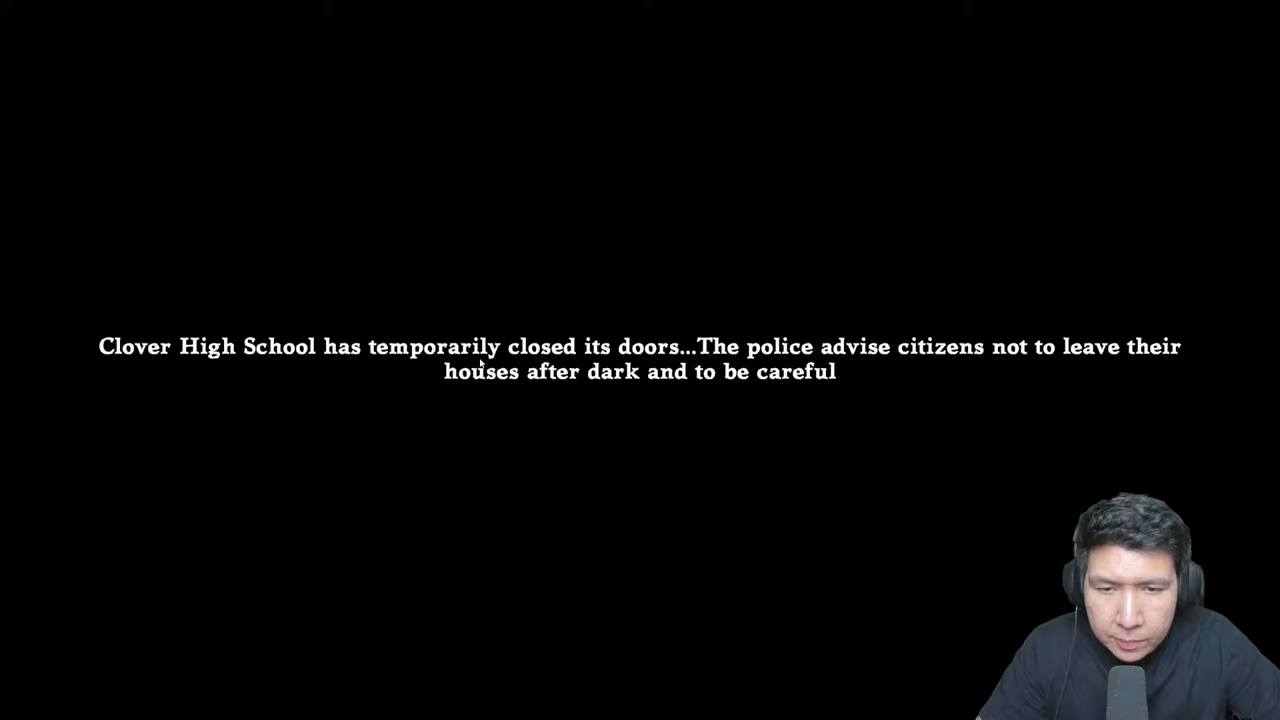 Clover High School has temporarily closed its doors...The police advise citizens not to leave their
houses after dark and to be careful